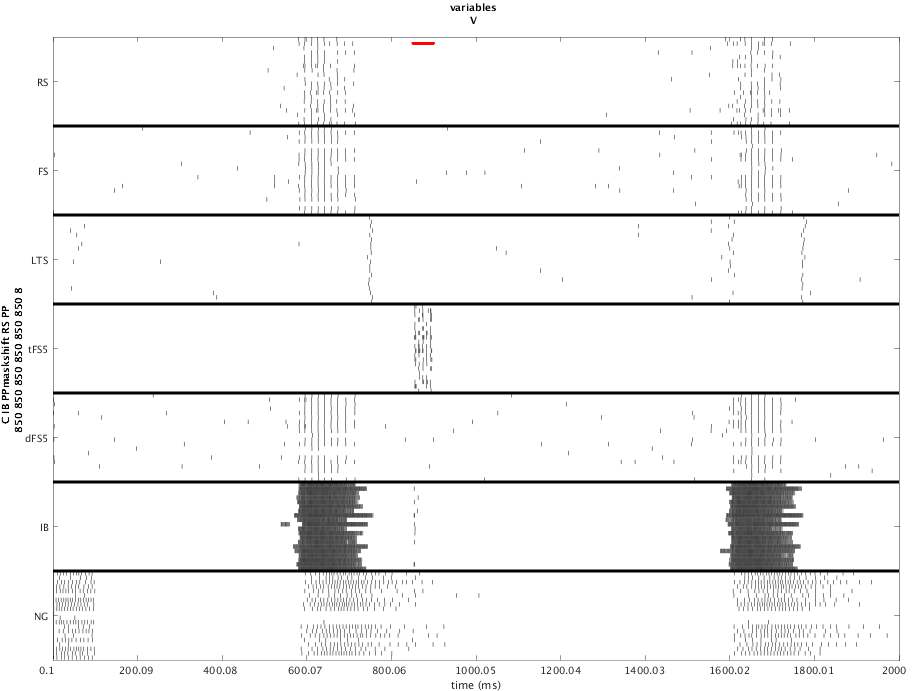 variables
V
RS
FS
LTS
tFS5
dFS5
IB
NG
C IB PPmaskshift RS PP
850 850 850 850 850 850 8
0.1 200.09 400.08 600.07 800.06 1000.05 1200.04 1400.03 1600.02 1800.01 2000
time (ms)